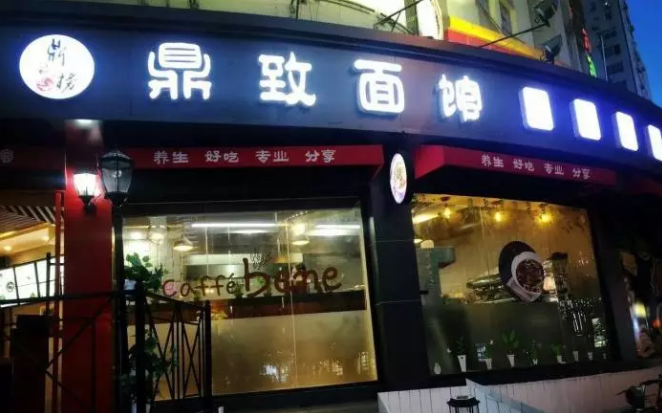 鼎致面馆
养生 好吃 专业 分享
养生 好吃 专业 分享
Caffé bene